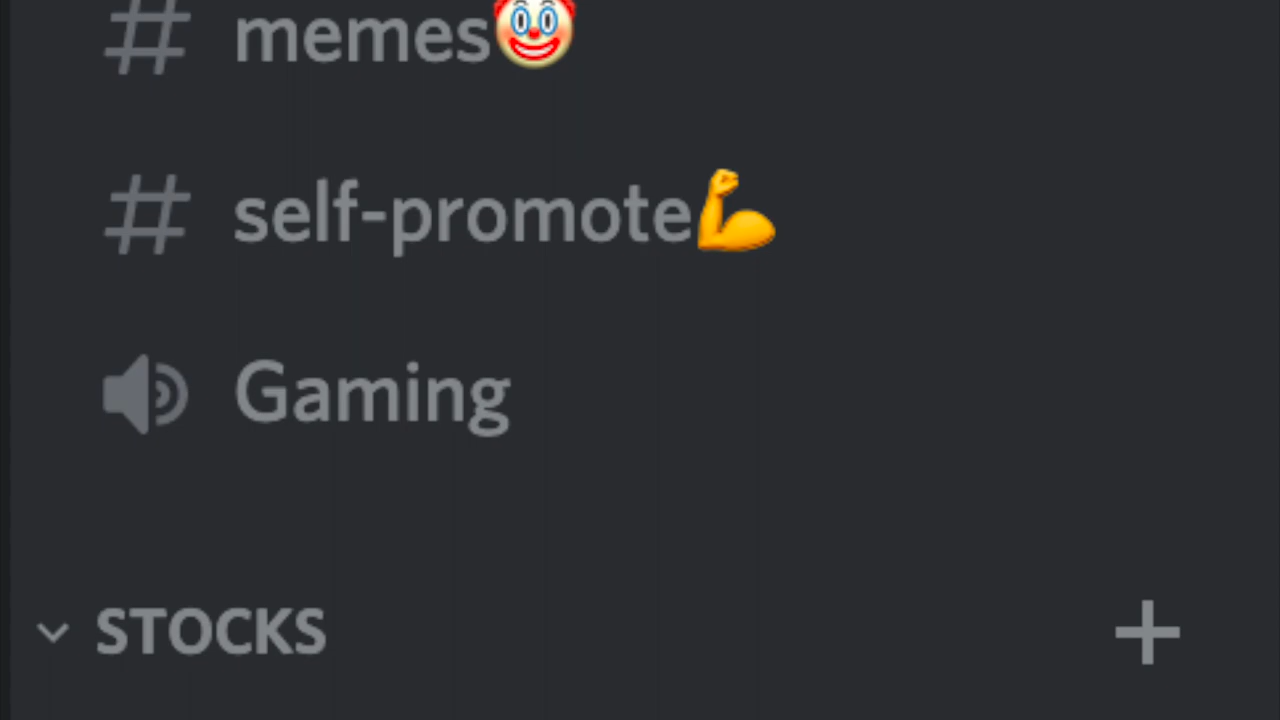 # memes🤡
# self-promote💪
Gaming
STOCKS +